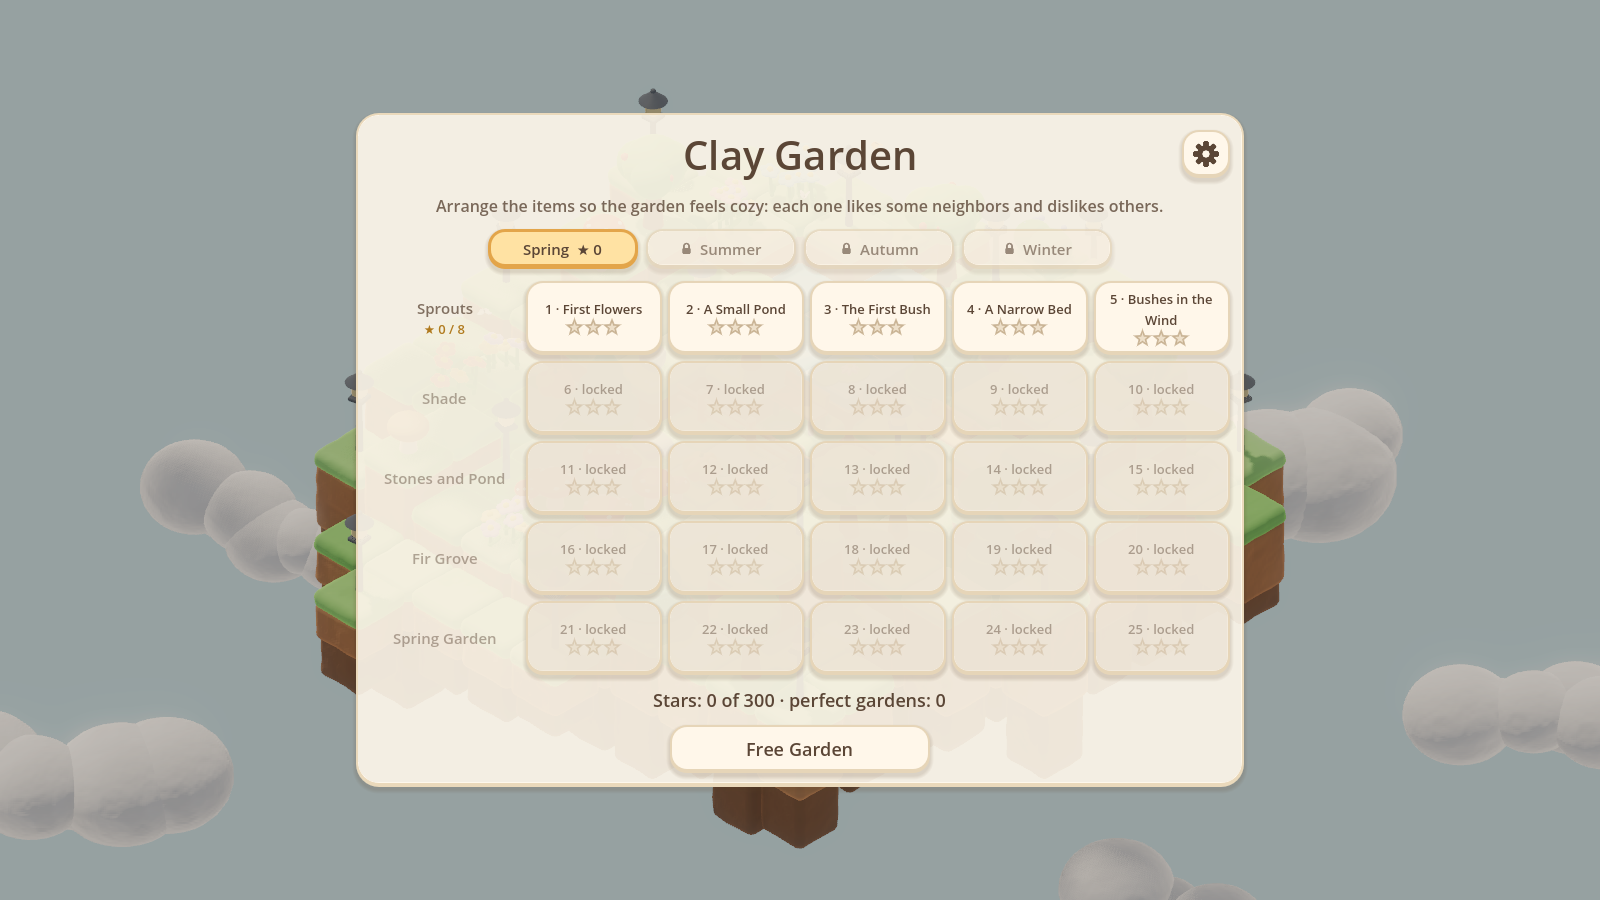 Clay Garden
Arrange the items so the garden feels cozy: each one likes some neighbors and dislikes others.
Spring ★ 0
Summer
Autumn
Winter
Sprouts
★ 0 / 8
1 · First Flowers
2 · A Small Pond
3 · The First Bush
4 · A Narrow Bed
5 · Bushes in the
Wind
Shade
6 · locked
7 · locked
8 · locked
9 · locked
10 · locked
Stones and Pond
11 · locked
12 · locked
13 · locked
14 · locked
15 · locked
Fir Grove
16 · locked
17 · locked
18 · locked
19 · locked
20 · locked
Spring Garden
21 · locked
22 · locked
23 · locked
24 · locked
25 · locked
Stars: 0 of 300 · perfect gardens: 0
Free Garden